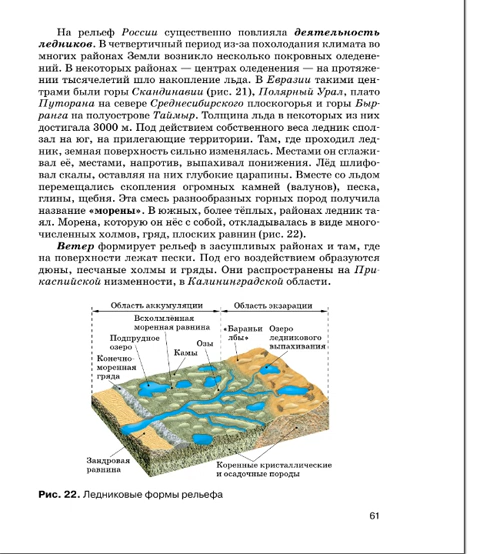 На рельеф России существенно повлияла деятельность
ледников. В четвертичный период из-за похолодания климата во
многих районах Земли возникло несколько покровных оледене-
ний. В некоторых районах — центрах оледенения — на протяже-
нии тысячелетий шло накопление льда. В Евразии такими цен-
трами были горы Скандинавии (рис. 21), Полярный Урал, плато
Путорана на севере Среднесибирского плоскогорья и горы Быр-
ранга на полуострове Таймыр. Толщина льда в некоторых из них
достигала 3000 м. Под действием собственного веса ледник спол-
зал на юг, на прилегающие территории. Там, где проходил лед-
ник, земная поверхность сильно изменялась. Местами он сглажи-
вал её, местами, напротив, выпахивал понижения. Лёд шлифо-
вал скалы, оставляя на них глубокие царапины. Вместе со льдом
перемещались скопления огромных камней (валунов), песка,
глины, щебня. Эта смесь разнообразных горных пород получила
название «морены». В южных, более тёплых, районах ледник та-
ял. Морена, которую он нёс с собой, откладывалась в виде много-
численных холмов, гряд, плоских равнин (рис. 22).
Ветер формирует рельеф в засушливых районах и там, где
на поверхности лежат пески. Под его воздействием образуются
дюны, песчаные холмы и гряды. Они распространены на При-
каспийской низменности, в Калининградской области.
Область аккумуляции
Область экзарации
Всхолмлённая
моренная равнина
Подпрудное
озеро
Камы
Озы
«Бараньи
лбы»
Озеро
ледникового
выпахивания
Конечно-
моренная
гряда
Зандровая
равнина
Коренные кристаллические
и осадочные породы
Рис. 22. Ледниковые формы рельефа
61